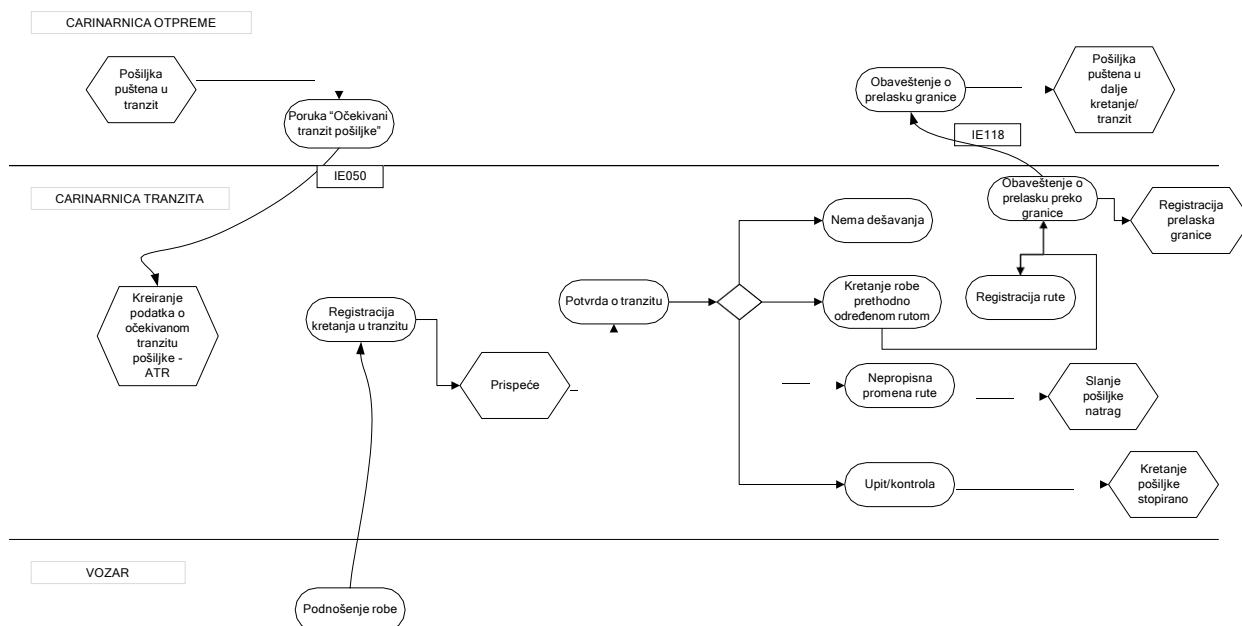 CARINARNICA OTPREME
Pošiljka
puštena u
tranzit
Poruka “Očekivani
tranzit pošiljke”
Obaveštenje o
prelasku granice
Pošiljka
puštena u
dalje
kretanje/
tranzit
IE118
IE050
CARINARNICA TRANZITA
Obaveštenje o
prelasku preko
granice
Registracija
prelaska
granice
Nema dešavanja
Kreiranje
podatka o
očekivanom
tranzitu
pošiljke -
ATR
Registracija
kretanja u tranzitu
Potvrda o tranzitu
Kretanje robe
prethodno
određenom rutom
Registracija rute
Prispeće
Nepropisna
promena rute
Slanje
pošiljke
natrag
Upit/kontrola
Kretanje
pošiljke
stopirano
VOZAR
Podnošenje robe